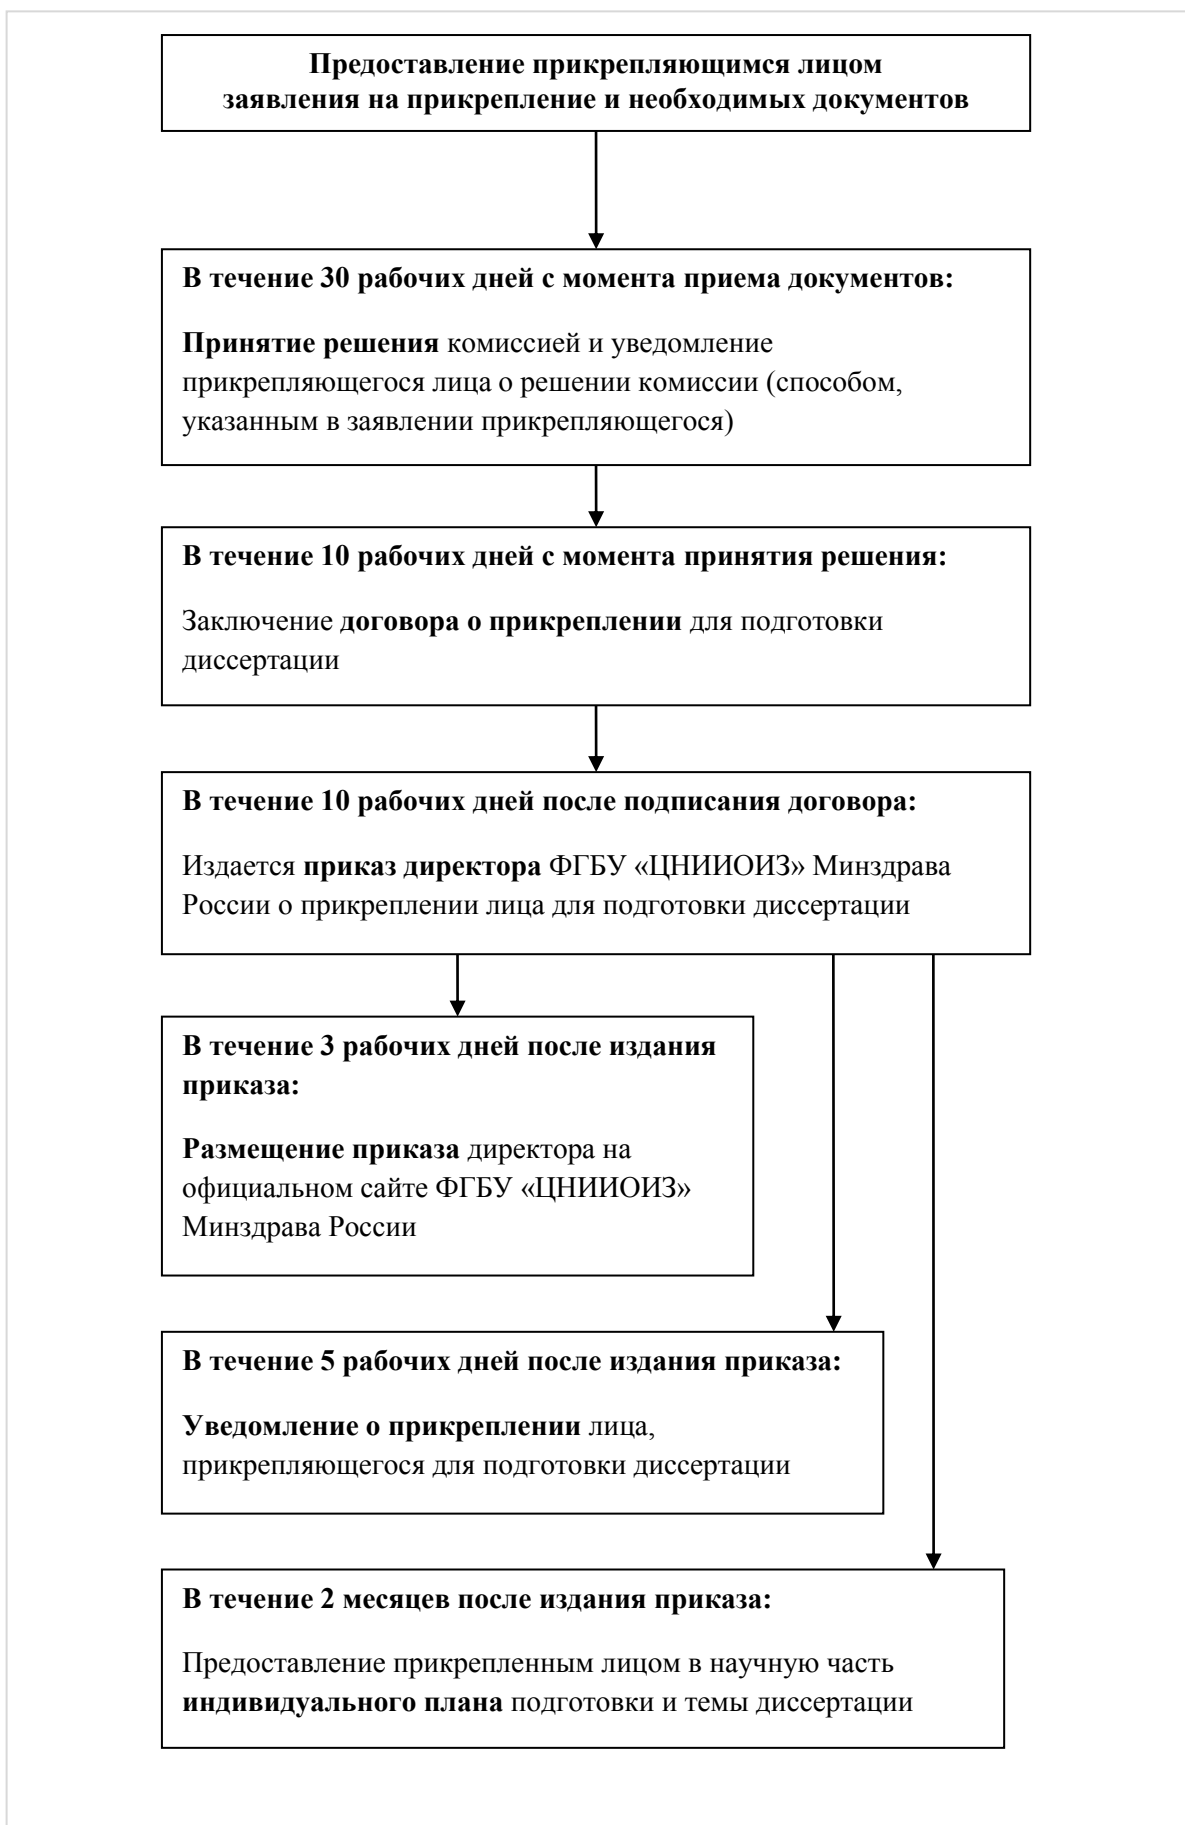 Предоставление прикрепляющимся лицом
заявления на прикрепление и необходимых документов
В течение 30 рабочих дней с момента приема документов:
Принятие решения комиссией и уведомление
прикрепляющегося лица о решении комиссии (способом,
указанным в заявлении прикрепляющегося)
В течение 10 рабочих дней с момента принятия решения:
Заключение договора о прикреплении для подготовки
диссертации
В течение 10 рабочих дней после подписания договора:
Издается приказ директора ФГБУ «ЦНИИОИЗ» Минздрава
России о прикреплении лица для подготовки диссертации
В течение 3 рабочих дней после издания
приказа:
Размещение приказа директора на
официальном сайте ФГБУ «ЦНИИОИЗ»
Минздрава России
В течение 5 рабочих дней после издания приказа:
Уведомление о прикреплении лица,
прикрепляющегося для подготовки диссертации
В течение 2 месяцев после издания приказа:
Предоставление прикрепленным лицом в научную часть
индивидуального плана подготовки и темы диссертации